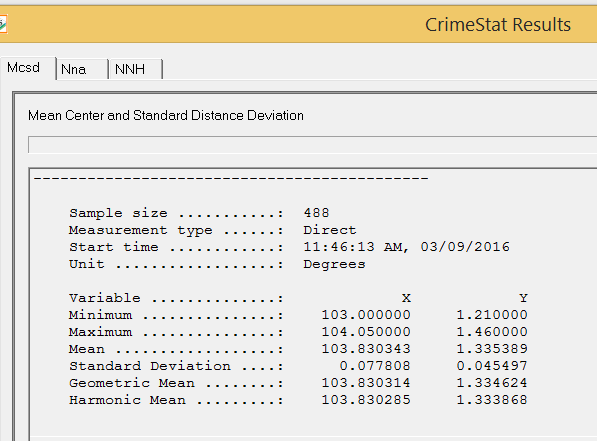 CrimeStat Results
Mcsd Nna NNH
Mean Center and Standard Distance Deviation
--------------------------------------------
Sample size ...........: 488
Measurement type ......: Direct
Start time ............: 11:46:13 AM, 03/09/2016
Unit ..................: Degrees
Variable ..............: X Y
Minimum ...............: 103.000000 1.210000
Maximum ...............: 104.050000 1.460000
Mean ..................: 103.830343 1.335389
Standard Deviation ....: 0.077808 0.045497
Geometric Mean ........: 103.830314 1.334624
Harmonic Mean .........: 103.830285 1.333868